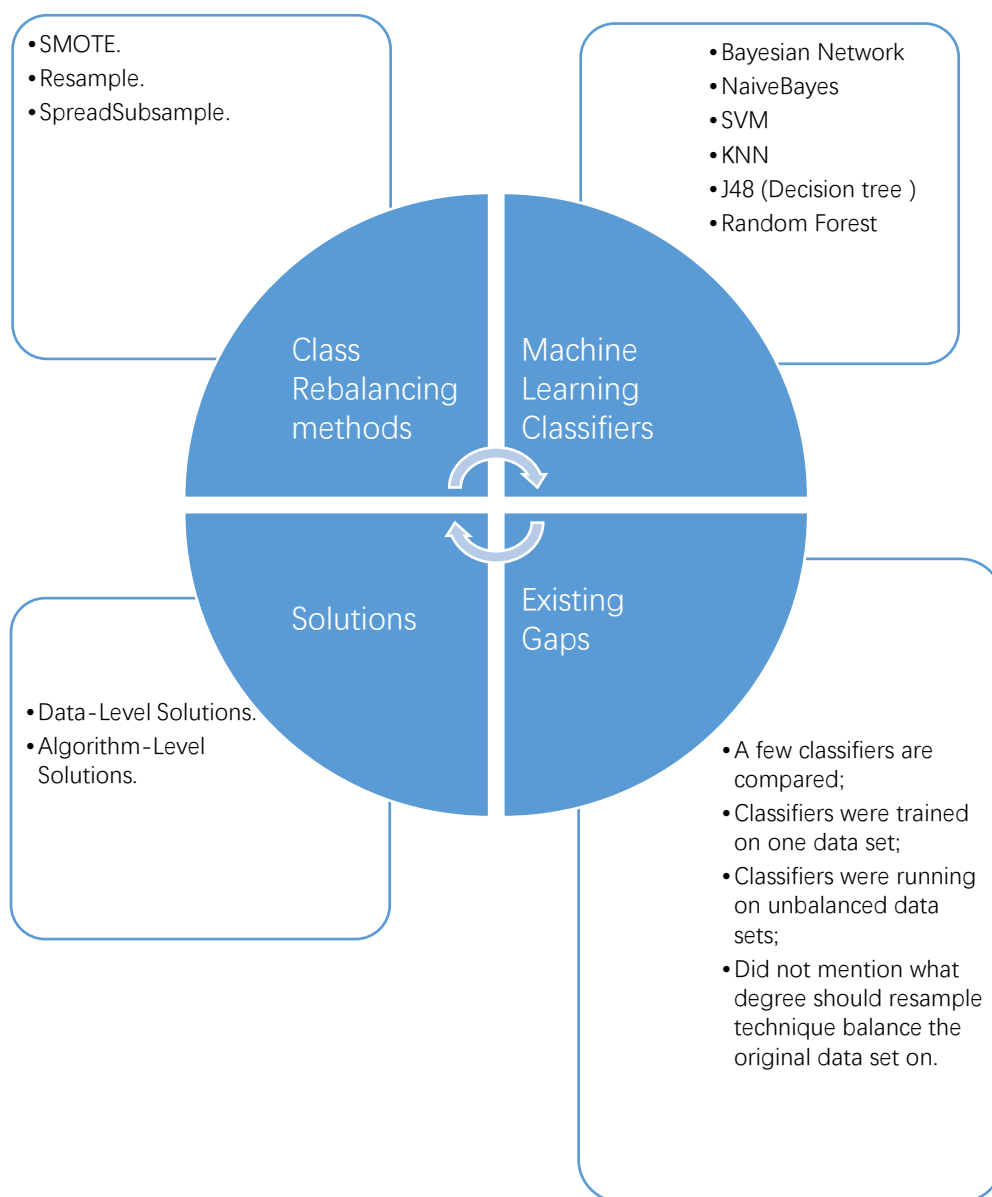 •SMOTE.
•Resample.
•SpreadSubsample.
•Bayesian Network
•NaiveBayes
•SVM
•KNN
•J48 (Decision tree )
•Random Forest
Class
Rebalancing
methods
Machine
Learning
Classifiers
Solutions
Existing
Gaps
•Data-Level Solutions.
•Algorithm-Level
Solutions.
•A few classifiers are
compared;
•Classifiers were trained
on one data set;
•Classifiers were running
on unbalanced data
sets;
•Did not mention what
degree should resample
technique balance the
original data set on.